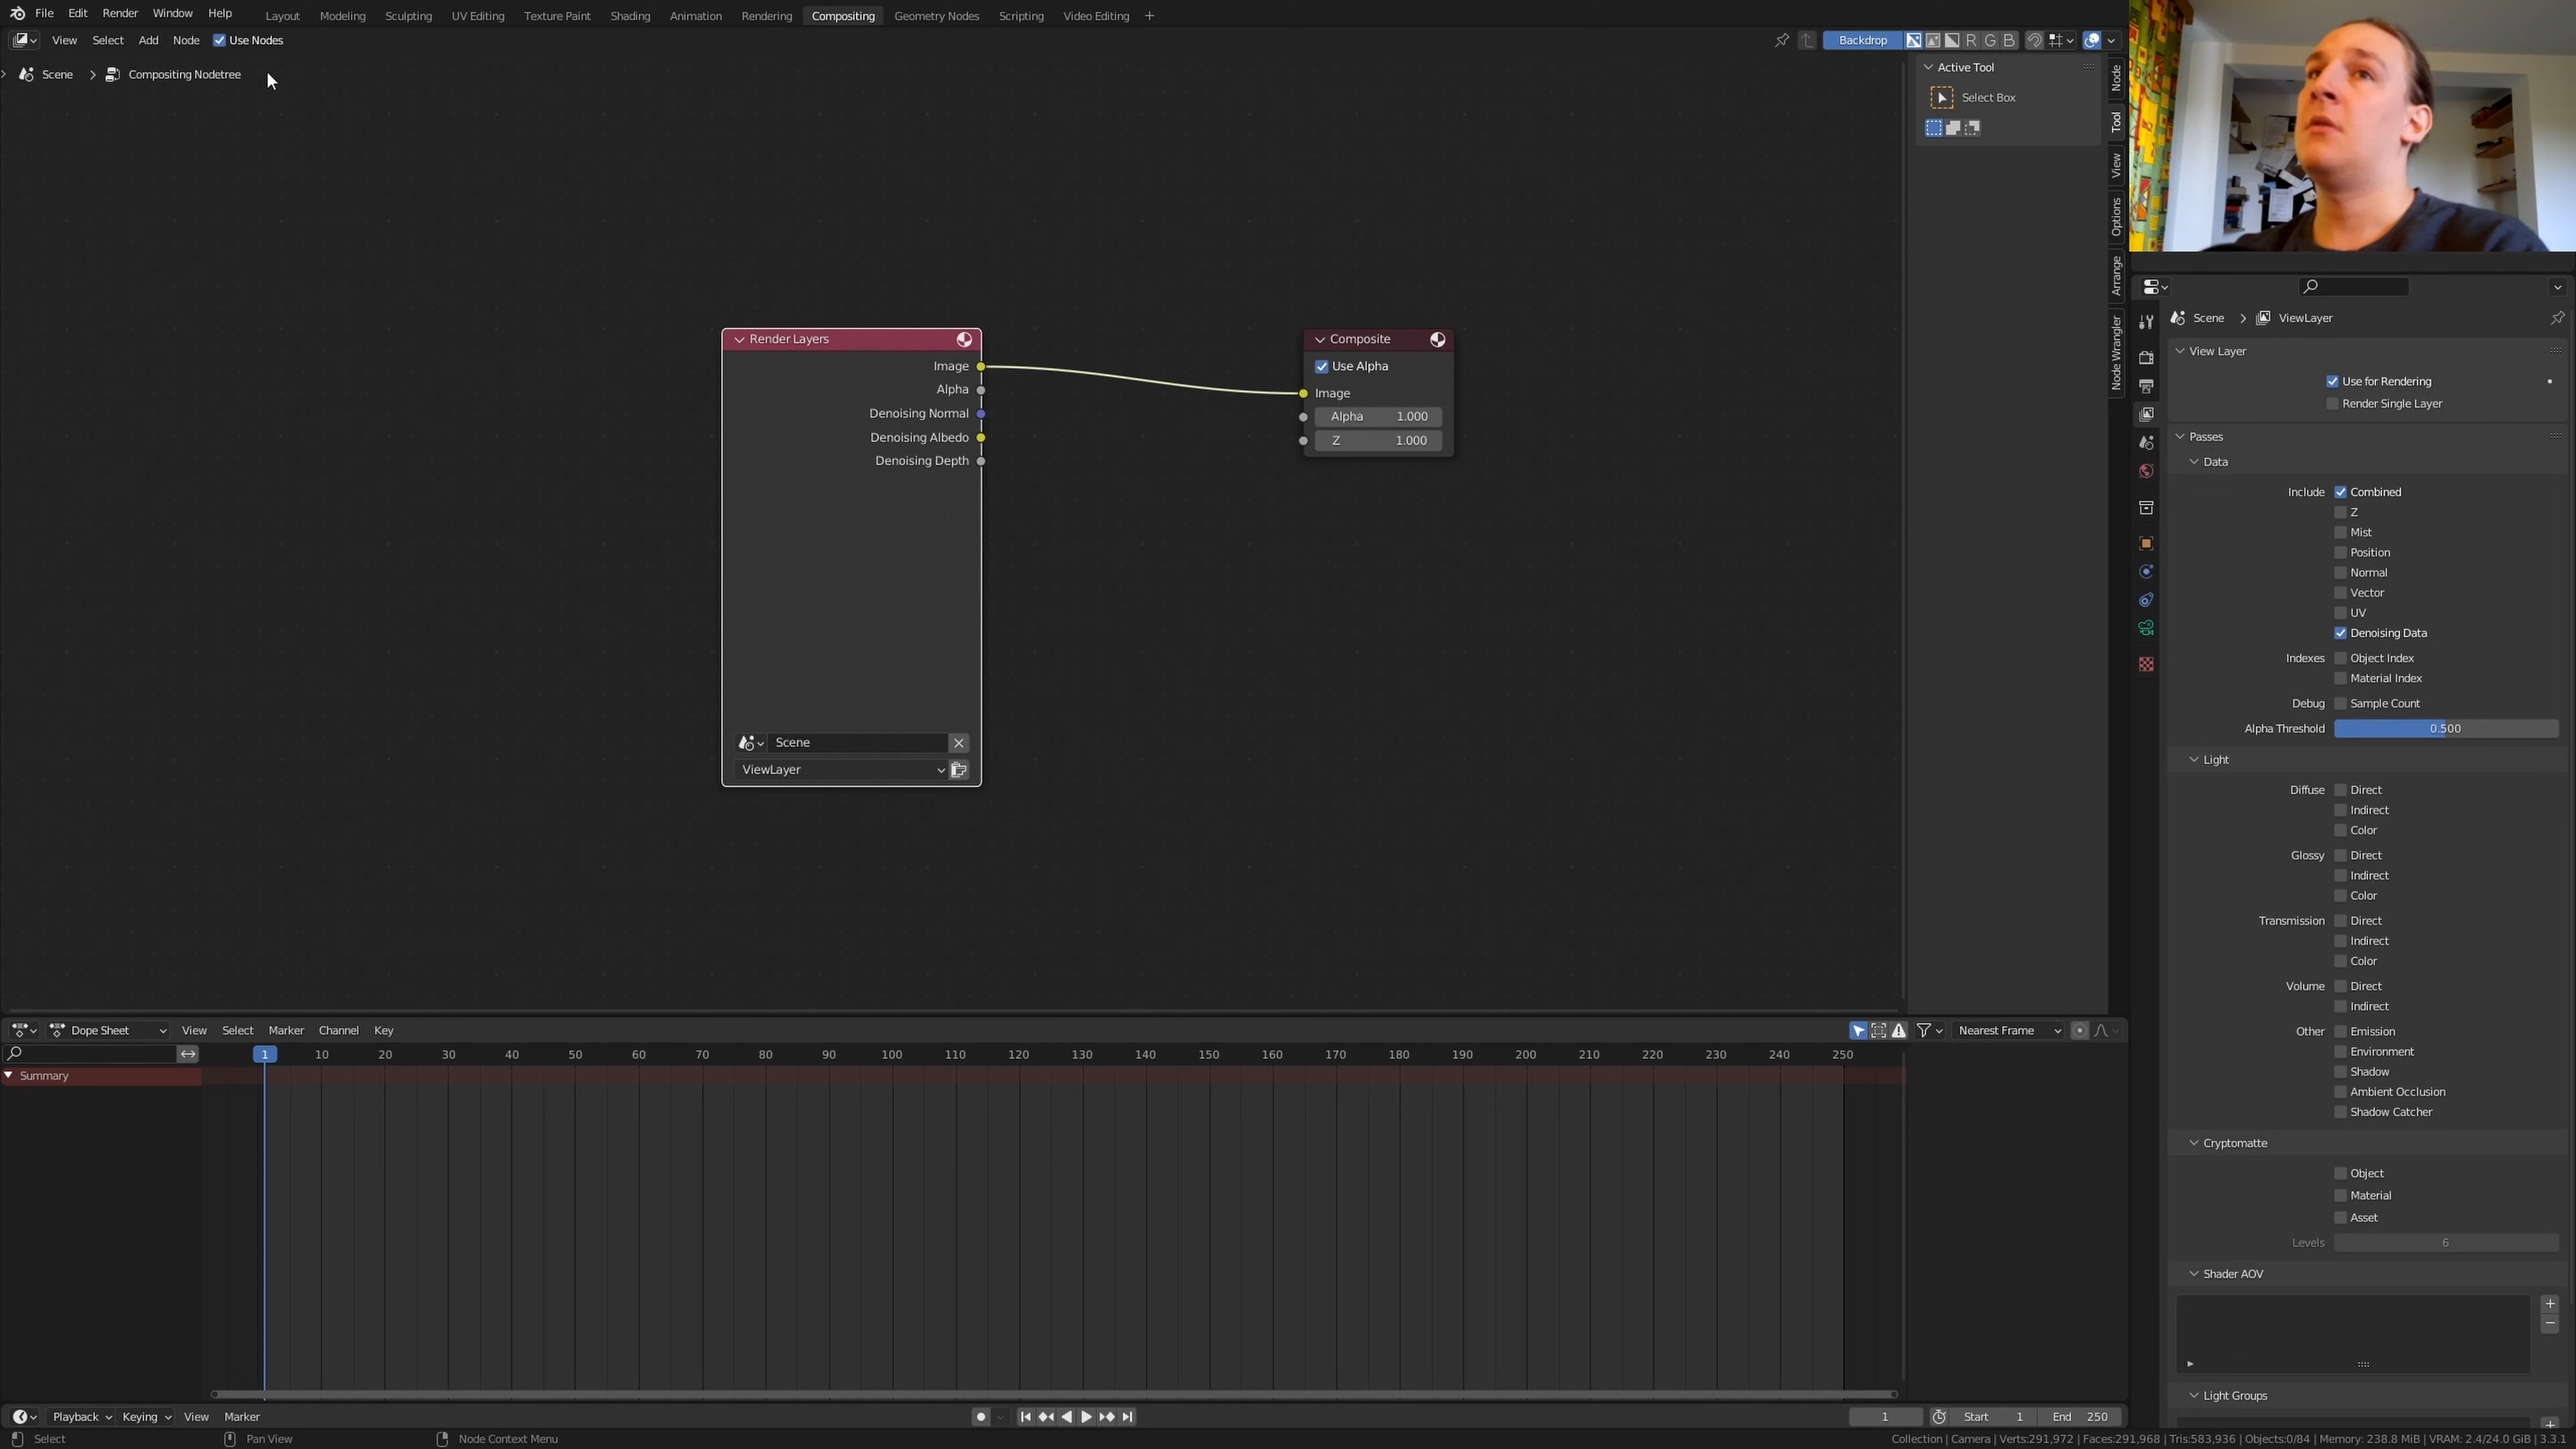 File Edit Render Window Help Layout Modeling Sculpting UV Editing Texture Paint Shading Animation Rendering Compositing Geometry Nodes Scripting Video Editing +
View Select Add Node Use Nodes Backdrop R G B
Scene Compositing Nodetree
Active Tool
Select Box
Node
Tool
View
Options
Arrange
Node Wrangler
Render Layers
Image
Alpha
Denoising Normal
Denoising Albedo
Denoising Depth
Scene
ViewLayer
Composite
Use Alpha
Image
Alpha 1.000
Z 1.000
Scene ViewLayer
View Layer
Use for Rendering
Render Single Layer
Passes
Data
Include Combined
Z
Mist
Position
Normal
Vector
UV
Denoising Data
Indexes Object Index
Material Index
Debug Sample Count
Alpha Threshold 0.500
Light
Diffuse Direct
Indirect
Color
Glossy Direct
Indirect
Color
Transmission Direct
Indirect
Color
Volume Direct
Indirect
Other Emission
Environment
Shadow
Ambient Occlusion
Shadow Catcher
Cryptomatte
Object
Material
Asset
Levels 6
Shader AOV
Light Groups
Dope Sheet View Select Marker Channel Key Nearest Frame
1 10 20 30 40 50 60 70 80 90 100 110 120 130 140 150 160 170 180 190 200 210 220 230 240 250
Summary
Playback Keying View Marker 1 Start 1 End 250
Select Pan View Node Context Menu Collection | Camera | Verts:291,972 | Faces:291,968 | Tris:583,936 | Objects:0/84 | Memory: 238.8 MiB | VRAM: 2.4/24.0 GiB | 3.3.1